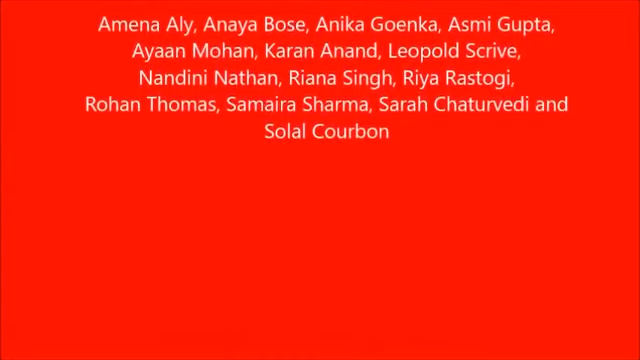 Amena Aly, Anaya Bose, Anika Goenka, Asmi Gupta,
Ayaan Mohan, Karan Anand, Leopold Scrive,
Nandini Nathan, Riana Singh, Riya Rastogi,
Rohan Thomas, Samaira Sharma, Sarah Chaturvedi and
Solal Courbon